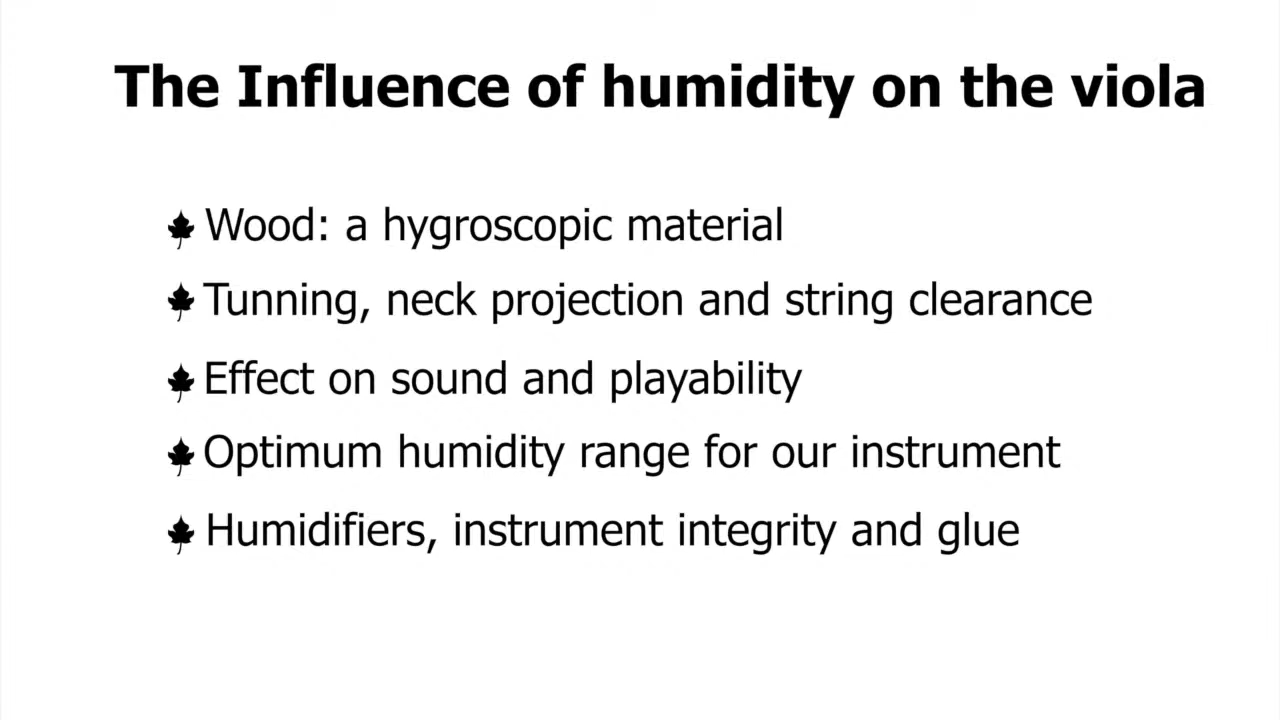 The Influence of humidity on the viola
Wood: a hygroscopic material
Tunning, neck projection and string clearance
Effect on sound and playability
Optimum humidity range for our instrument
Humidifiers, instrument integrity and glue